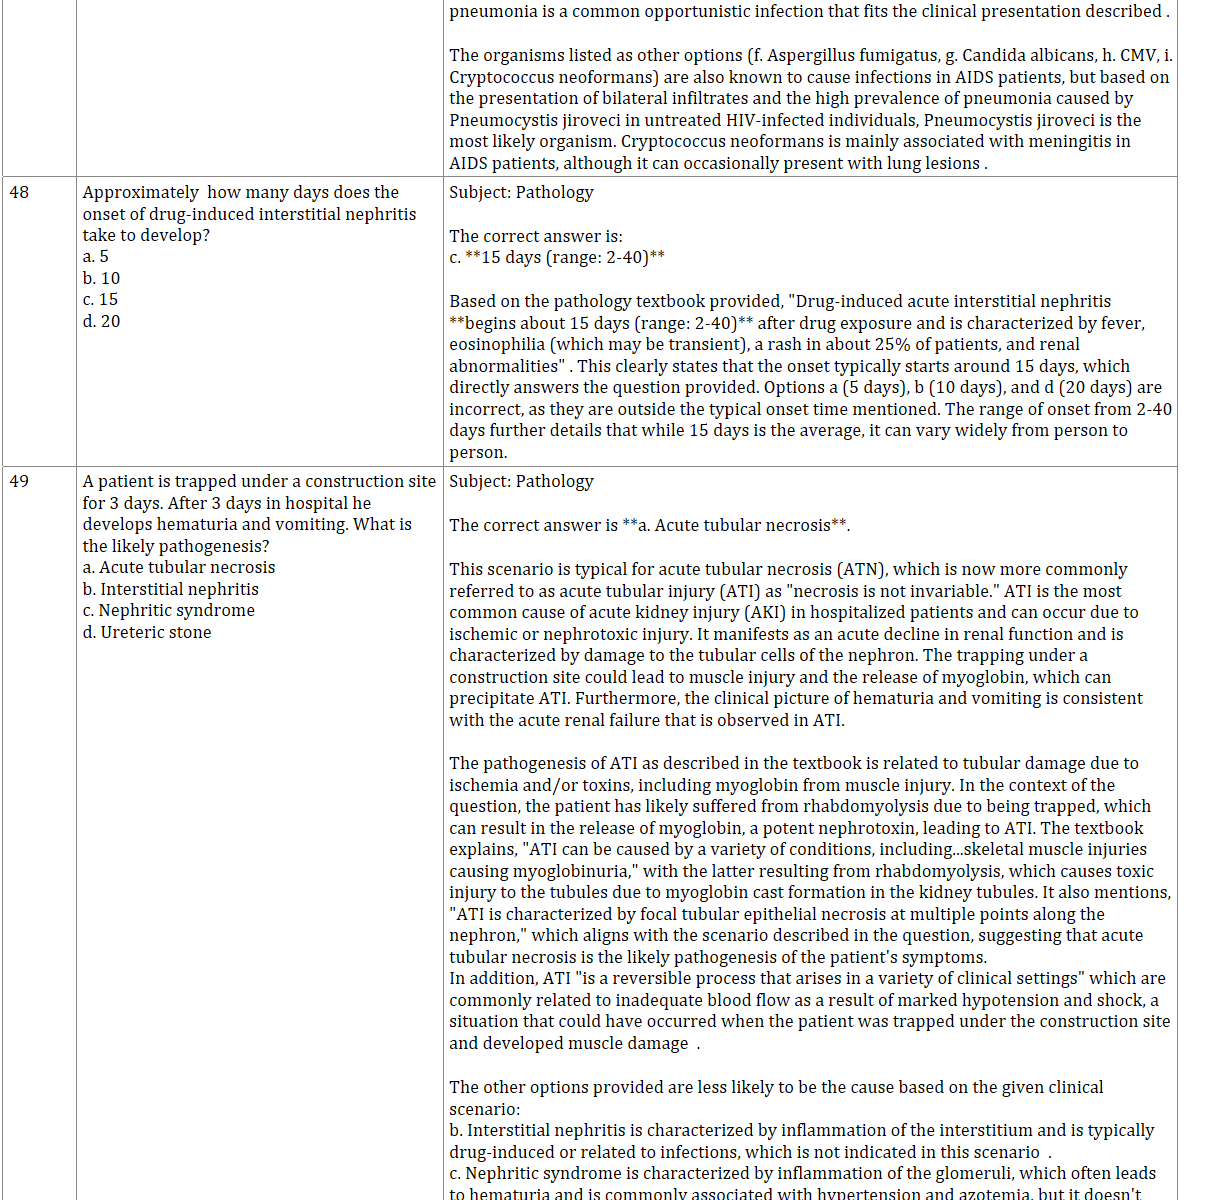 pneumonia is a common opportunistic infection that fits the clinical presentation described .
The organisms listed as other options (f. Aspergillus fumigatus, g. Candida albicans, h. CMV, i.
Cryptococcus neoformans) are also known to cause infections in AIDS patients, but based on
the presentation of bilateral infiltrates and the high prevalence of pneumonia caused by
Pneumocystis jiroveci in untreated HIV-infected individuals, Pneumocystis jiroveci is the
most likely organism. Cryptococcus neoformans is mainly associated with meningitis in
AIDS patients, although it can occasionally present with lung lesions .
48
Approximately  how many days does the
onset of drug-induced interstitial nephritis
take to develop?
a. 5
b. 10
c. 15
d. 20
Subject: Pathology
The correct answer is:
c. **15 days (range: 2-40)**
Based on the pathology textbook provided, "Drug-induced acute interstitial nephritis
**begins about 15 days (range: 2-40)** after drug exposure and is characterized by fever,
eosinophilia (which may be transient), a rash in about 25% of patients, and renal
abnormalities" . This clearly states that the onset typically starts around 15 days, which
directly answers the question provided. Options a (5 days), b (10 days), and d (20 days) are
incorrect, as they are outside the typical onset time mentioned. The range of onset from 2-40
days further details that while 15 days is the average, it can vary widely from person to
person.
49
A patient is trapped under a construction site
for 3 days. After 3 days in hospital he
develops hematuria and vomiting. What is
the likely pathogenesis?
a. Acute tubular necrosis
b. Interstitial nephritis
c. Nephritic syndrome
d. Ureteric stone
Subject: Pathology
The correct answer is **a. Acute tubular necrosis**.
This scenario is typical for acute tubular necrosis (ATN), which is now more commonly
referred to as acute tubular injury (ATI) as "necrosis is not invariable." ATI is the most
common cause of acute kidney injury (AKI) in hospitalized patients and can occur due to
ischemic or nephrotoxic injury. It manifests as an acute decline in renal function and is
characterized by damage to the tubular cells of the nephron. The trapping under a
construction site could lead to muscle injury and the release of myoglobin, which can
precipitate ATI. Furthermore, the clinical picture of hematuria and vomiting is consistent
with the acute renal failure that is observed in ATI.
The pathogenesis of ATI as described in the textbook is related to tubular damage due to
ischemia and/or toxins, including myoglobin from muscle injury. In the context of the
question, the patient has likely suffered from rhabdomyolysis due to being trapped, which
can result in the release of myoglobin, a potent nephrotoxin, leading to ATI. The textbook
explains, "ATI can be caused by a variety of conditions, including...skeletal muscle injuries
causing myoglobinuria," with the latter resulting from rhabdomyolysis, which causes toxic
injury to the tubules due to myoglobin cast formation in the kidney tubules. It also mentions,
"ATI is characterized by focal tubular epithelial necrosis at multiple points along the
nephron," which aligns with the scenario described in the question, suggesting that acute
tubular necrosis is the likely pathogenesis of the patient's symptoms.
In addition, ATI "is a reversible process that arises in a variety of clinical settings" which are
commonly related to inadequate blood flow as a result of marked hypotension and shock, a
situation that could have occurred when the patient was trapped under the construction site
and developed muscle damage  .
The other options provided are less likely to be the cause based on the given clinical
scenario:
b. Interstitial nephritis is characterized by inflammation of the interstitium and is typically
drug-induced or related to infections, which is not indicated in this scenario  .
c. Nephritic syndrome is characterized by inflammation of the glomeruli, which often leads
to hematuria and is commonly associated with hypertension and azotemia, but it doesn't